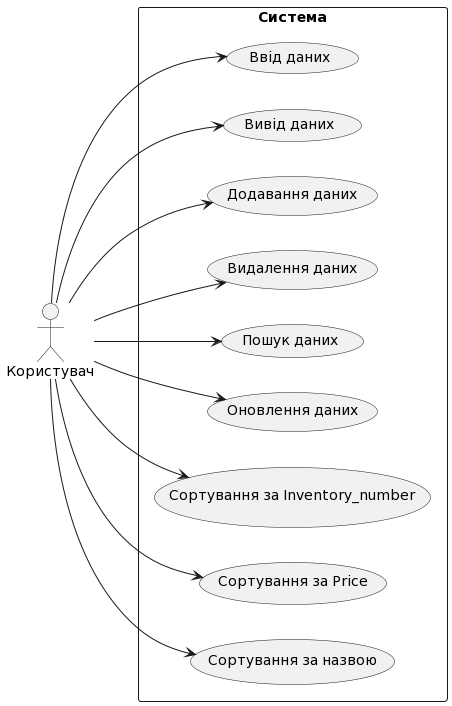 Система
Ввід даних
Вивід даних
Додавання даних
Видалення даних
Пошук даних
Користувач
Оновлення даних
Сортування за Inventory_number
Сортування за Price
Сортування за назвою